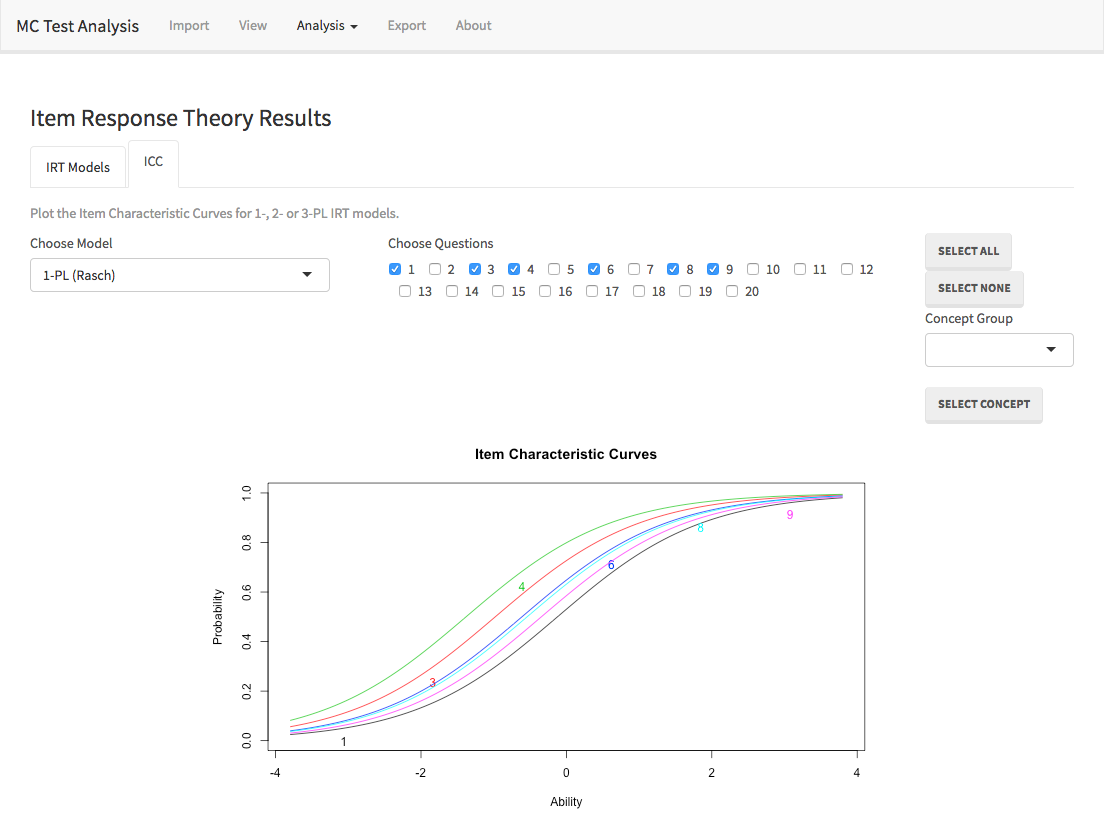 MC Test Analysis Import View Analysis Export About
Item Response Theory Results
IRT Models ICC
Plot the Item Characteristic Curves for 1-, 2- or 3-PL IRT models.
Choose Model
1-PL (Rasch)
Choose Questions
1 2 3 4 5 6 7 8 9 10 11 12
13 14 15 16 17 18 19 20
SELECT ALL
SELECT NONE
Concept Group
SELECT CONCEPT
Item Characteristic Curves
Probability
1.0
0.8
0.6
0.4
0.2
0.0
9
8
6
4
3
1
-4 -2 0 2 4
Ability